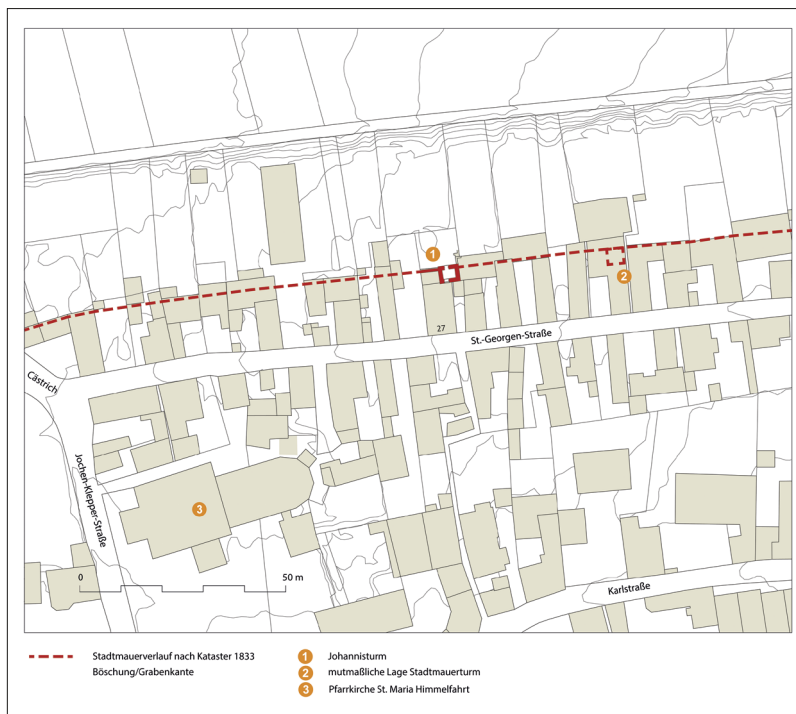 1
2
27
St.-Georgen-Straße
Cästrich
Jochen-Klepper-Straße
3
0 50 m
Karlstraße
Stadtmauerverlauf nach Kataster 1833
Böschung/Grabenkante
1 Johannisturm
2 mutmaßliche Lage Stadtmauerturm
3 Pfarrkirche St. Maria Himmelfahrt